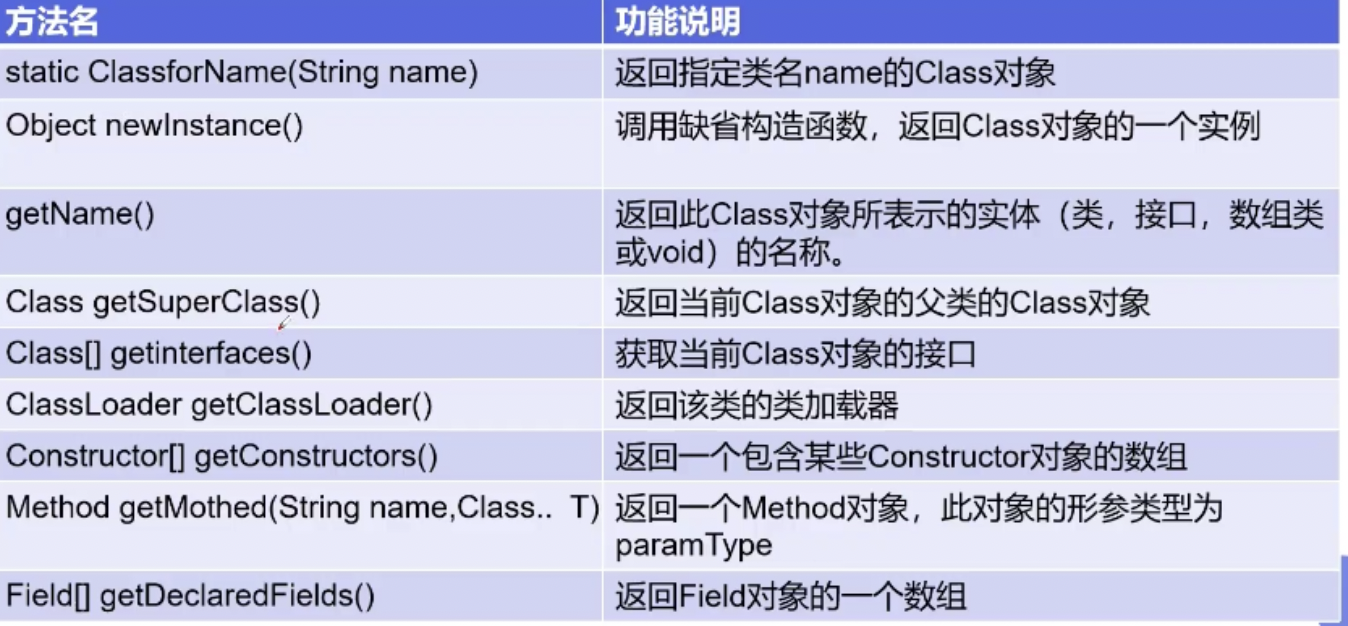 方法名
功能说明
static ClassforName(String name)
返回指定类名name的Class对象
Object newInstance()
调用缺省构造函数，返回Class对象的一个实例
getName()
返回此Class对象所表示的实体（类，接口，数组类
或void）的名称。
Class getSuperClass()
返回当前Class对象的父类的Class对象
Class[] getinterfaces()
获取当前Class对象的接口
ClassLoader getClassLoader()
返回该类的类加载器
Constructor[] getConstructors()
返回一个包含某些Constructor对象的数组
Method getMothed(String name,Class.. T)
返回一个Method对象，此对象的形参类型为
paramType
Field[] getDeclaredFields()
返回Field对象的一个数组